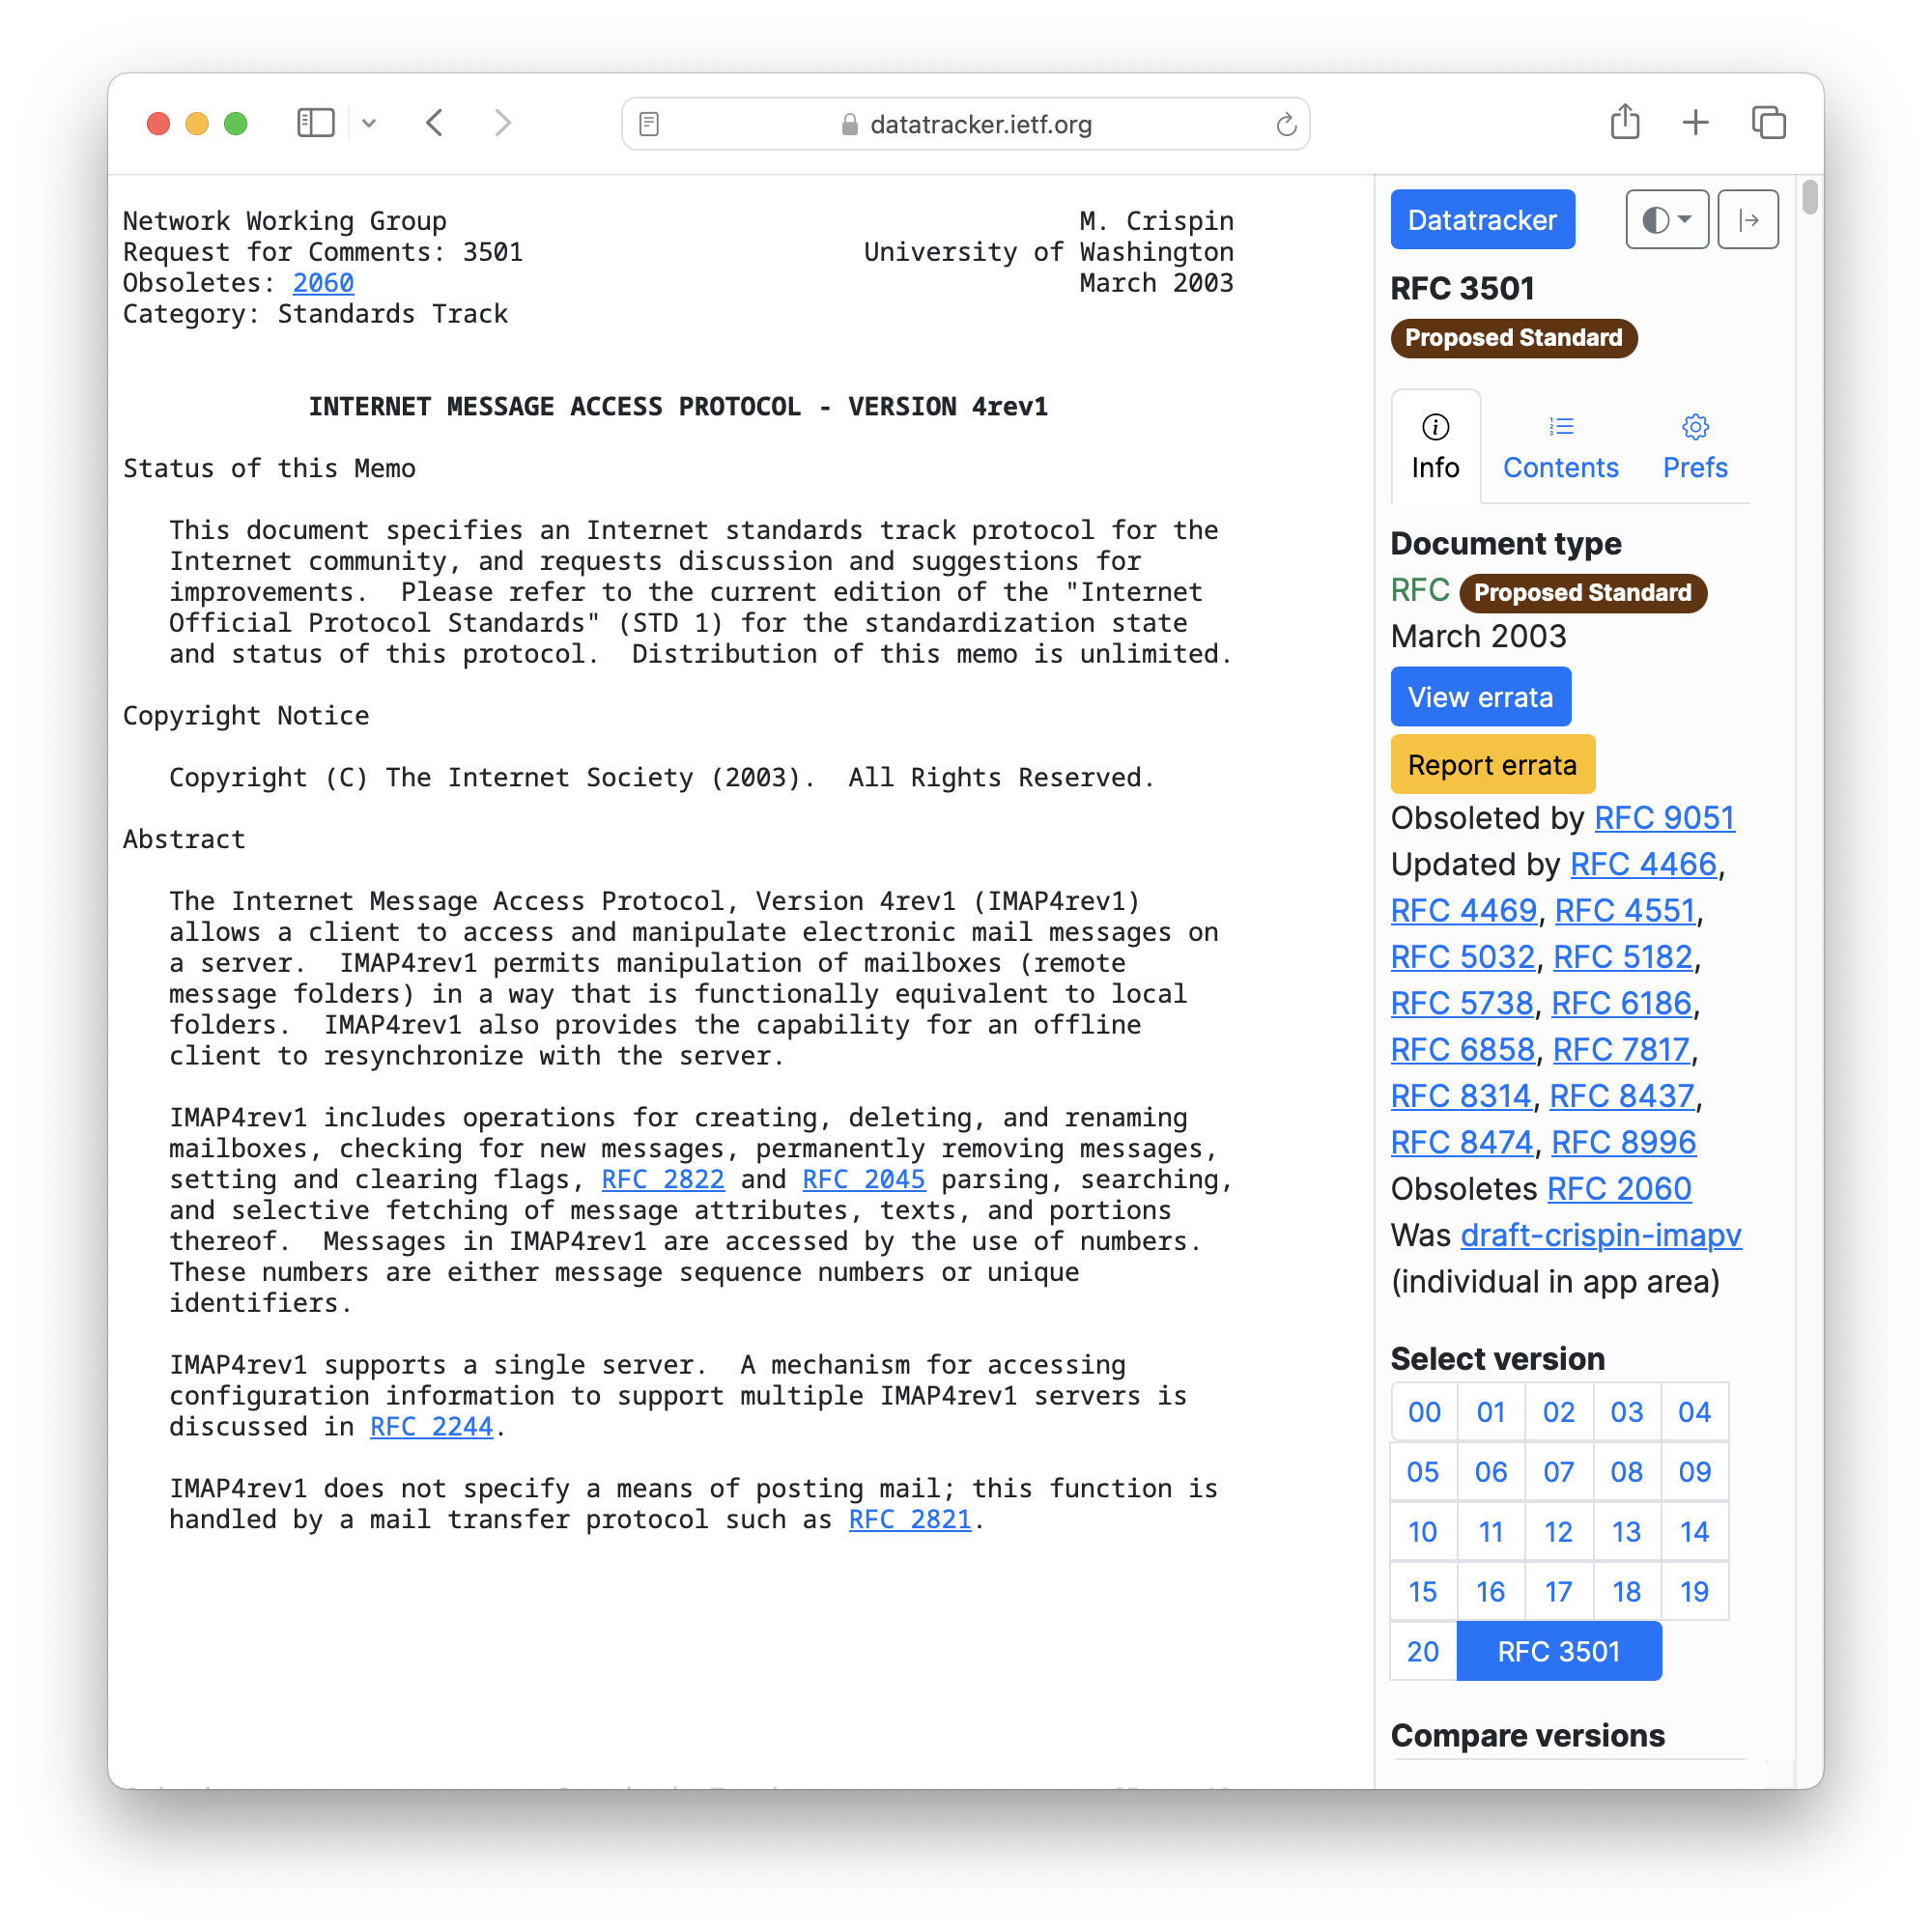 datatracker.ietf.org
Network Working Group M. Crispin
Request for Comments: 3501 University of Washington
Obsoletes: 2060 March 2003
Category: Standards Track
INTERNET MESSAGE ACCESS PROTOCOL - VERSION 4rev1
Status of this Memo
This document specifies an Internet standards track protocol for the
Internet community, and requests discussion and suggestions for
improvements. Please refer to the current edition of the "Internet
Official Protocol Standards" (STD 1) for the standardization state
and status of this protocol. Distribution of this memo is unlimited.
Copyright Notice
Copyright (C) The Internet Society (2003). All Rights Reserved.
Abstract
The Internet Message Access Protocol, Version 4rev1 (IMAP4rev1)
allows a client to access and manipulate electronic mail messages on
a server. IMAP4rev1 permits manipulation of mailboxes (remote
message folders) in a way that is functionally equivalent to local
folders. IMAP4rev1 also provides the capability for an offline
client to resynchronize with the server.
IMAP4rev1 includes operations for creating, deleting, and renaming
mailboxes, checking for new messages, permanently removing messages,
setting and clearing flags, RFC 2822 and RFC 2045 parsing, searching,
and selective fetching of message attributes, texts, and portions
thereof. Messages in IMAP4rev1 are accessed by the use of numbers.
These numbers are either message sequence numbers or unique
identifiers.
IMAP4rev1 supports a single server. A mechanism for accessing
configuration information to support multiple IMAP4rev1 servers is
discussed in RFC 2244.
IMAP4rev1 does not specify a means of posting mail; this function is
handled by a mail transfer protocol such as RFC 2821.
Datatracker
RFC 3501
Proposed Standard
Info Contents Prefs
Document type
RFC Proposed Standard
March 2003
View errata
Report errata
Obsoleted by RFC 9051
Updated by RFC 4466,
RFC 4469, RFC 4551,
RFC 5032, RFC 5182,
RFC 5738, RFC 6186,
RFC 6858, RFC 7817,
RFC 8314, RFC 8437,
RFC 8474, RFC 8996
Obsoletes RFC 2060
Was draft-crispin-imapv
(individual in app area)
Select version
00 01 02 03 04
05 06 07 08 09
10 11 12 13 14
15 16 17 18 19
20 RFC 3501
Compare versions